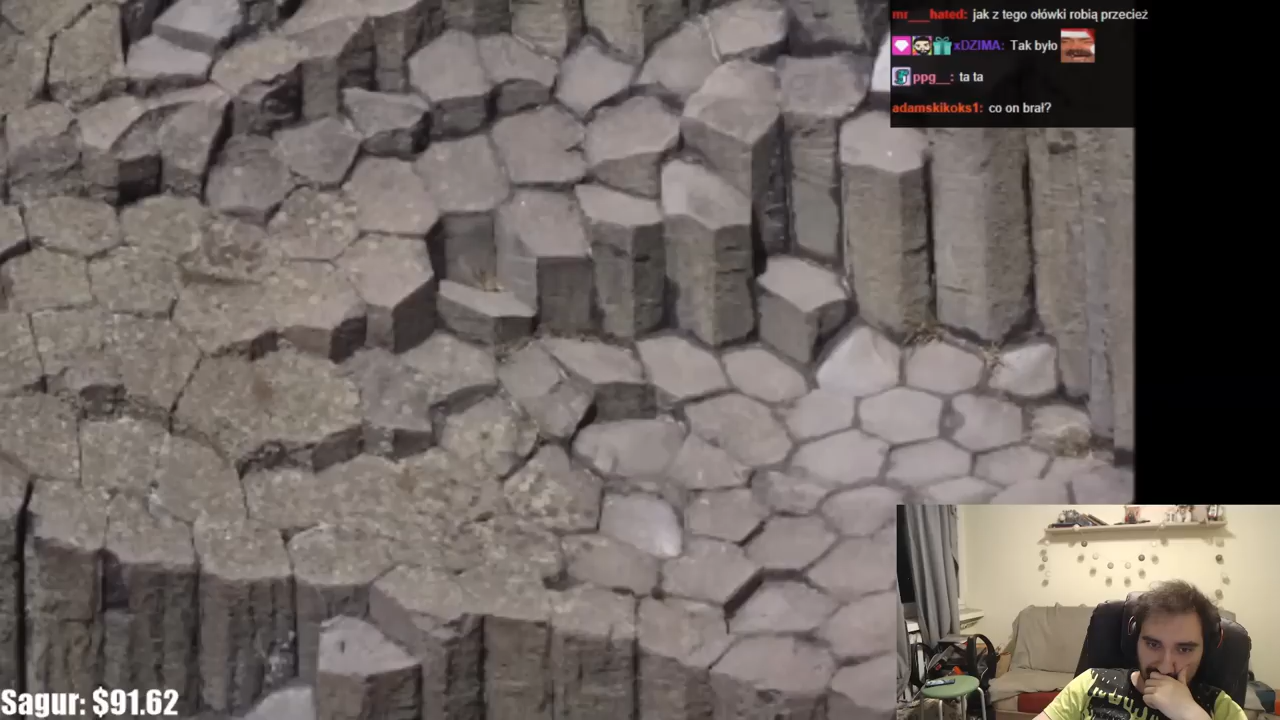 mr___hated: jak z tego ołówki robią przecież
xDZIMA: Tak było
ppg__: ta ta
adamskikoks1: co on brał?
Sagur: $91.62